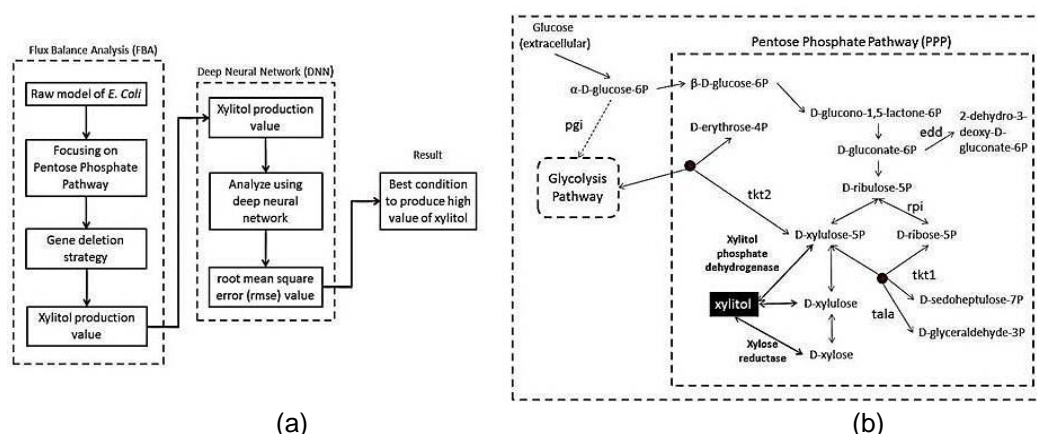 Flux Balance Analysis (FBA)
Raw model of E. Coli
Focusing on
Pentose Phosphate
Pathway
Gene deletion
strategy
Xylitol production
value
Deep Neural Network (DNN)
Xylitol production
value
Analyze using
deep neural
network
root mean square
error (rmse) value
Result
Best condition
to produce high
value of xylitol
(a)
Glucose
(extracellular)
Pentose Phosphate Pathway (PPP)
α-D-glucose-6P
β-D-glucose-6P
D-glucono-1,5-lactone-6P
pgi
D-erythrose-4P
edd
2-dehydro-3-
deoxy-D-
gluconate-6P
D-gluconate-6P
Glycolysis
Pathway
tkt2
D-ribulose-5P
rpi
D-xylulose-5P
D-ribose-5P
Xylitol
phosphate
dehydrogenase
tkt1
xylitol
D-xylulose
D-sedoheptulose-7P
tala
D-glyceraldehyde-3P
Xylose
reductase
D-xylose
(b)